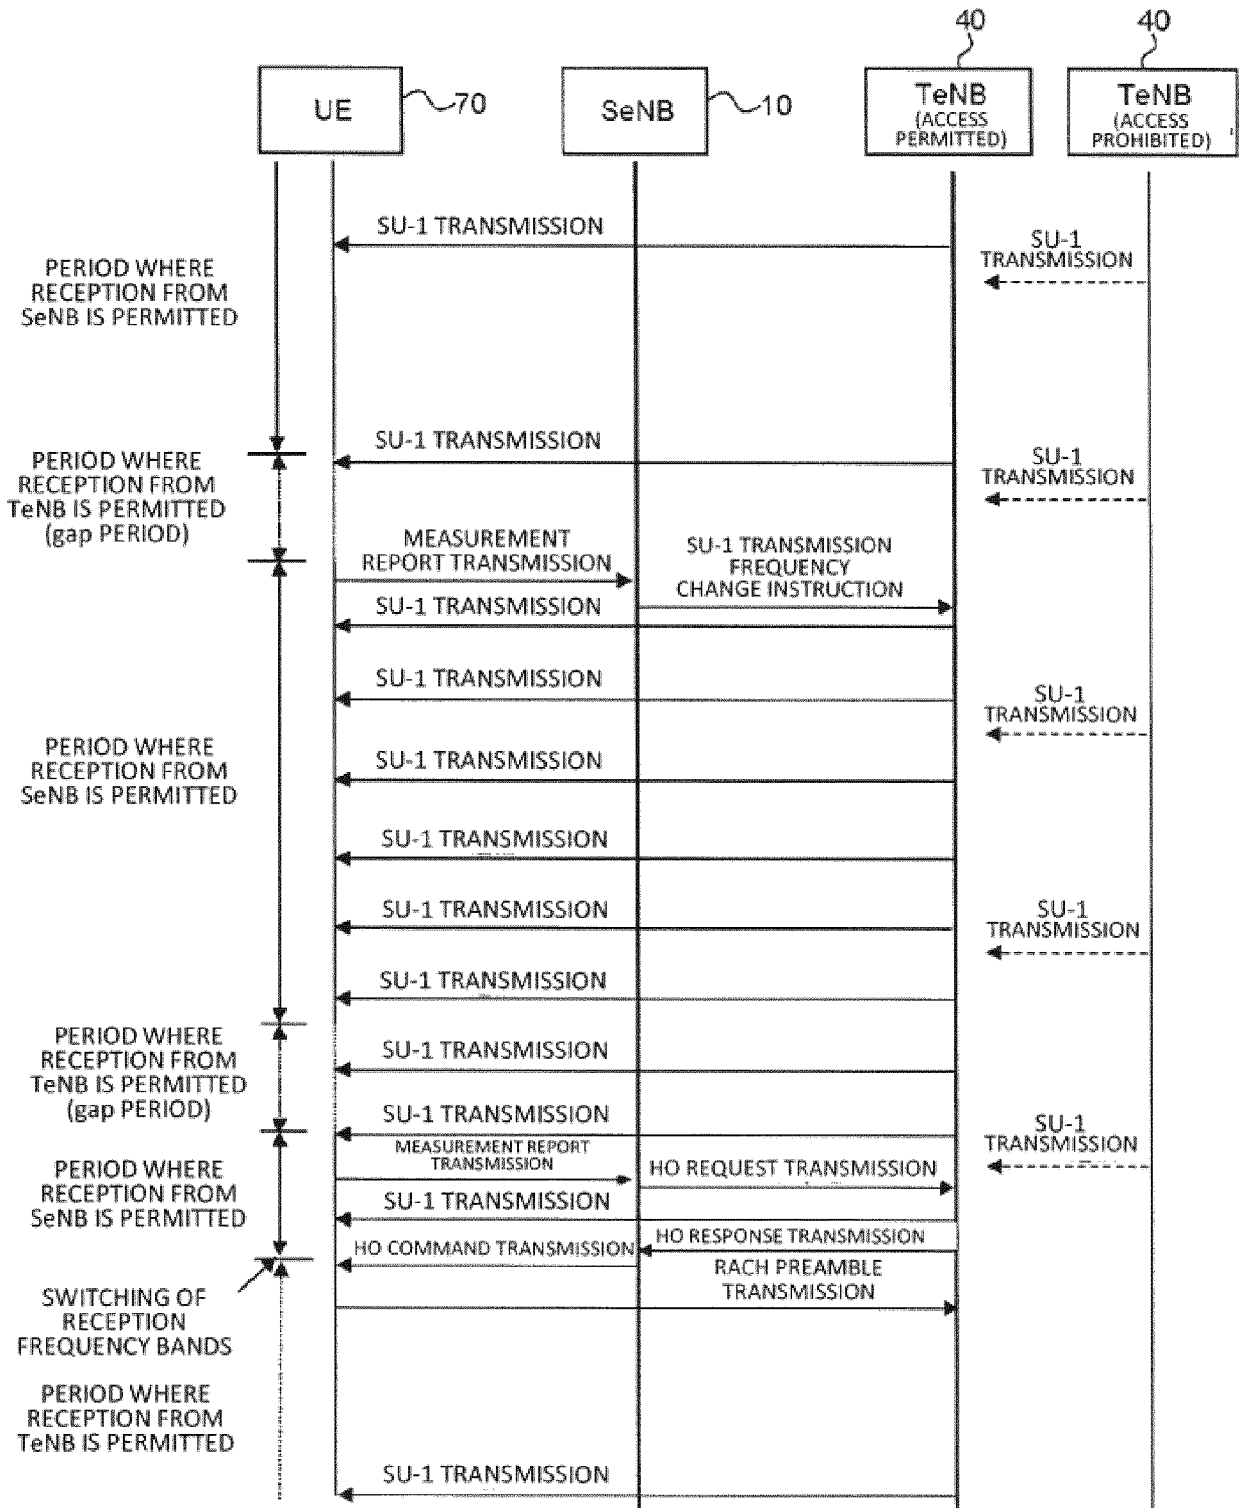 40
40
UE
70
SeNB
10
TeNB
(ACCESS
PERMITTED)
TeNB
(ACCESS
PROHIBITED)
SU-1 TRANSMISSION
SU-1
TRANSMISSION
PERIOD WHERE
RECEPTION FROM
SeNB IS PERMITTED
SU-1 TRANSMISSION
SU-1
TRANSMISSION
PERIOD WHERE
RECEPTION FROM
TeNB IS PERMITTED
(gap PERIOD)
MEASUREMENT
REPORT TRANSMISSION
SU-1 TRANSMISSION
FREQUENCY
CHANGE INSTRUCTION
SU-1 TRANSMISSION
SU-1 TRANSMISSION
SU-1
TRANSMISSION
PERIOD WHERE
RECEPTION FROM
SeNB IS PERMITTED
SU-1 TRANSMISSION
SU-1 TRANSMISSION
SU-1 TRANSMISSION
SU-1
TRANSMISSION
SU-1 TRANSMISSION
PERIOD WHERE
RECEPTION FROM
TeNB IS PERMITTED
(gap PERIOD)
SU-1 TRANSMISSION
SU-1 TRANSMISSION
SU-1
TRANSMISSION
MEASUREMENT REPORT
TRANSMISSION
HO REQUEST TRANSMISSION
PERIOD WHERE
RECEPTION FROM
SeNB IS PERMITTED
SU-1 TRANSMISSION
HO RESPONSE TRANSMISSION
HO COMMAND TRANSMISSION
RACH PREAMBLE
TRANSMISSION
SWITCHING OF
RECEPTION
FREQUENCY BANDS
PERIOD WHERE
RECEPTION FROM
TeNB IS PERMITTED
SU-1 TRANSMISSION